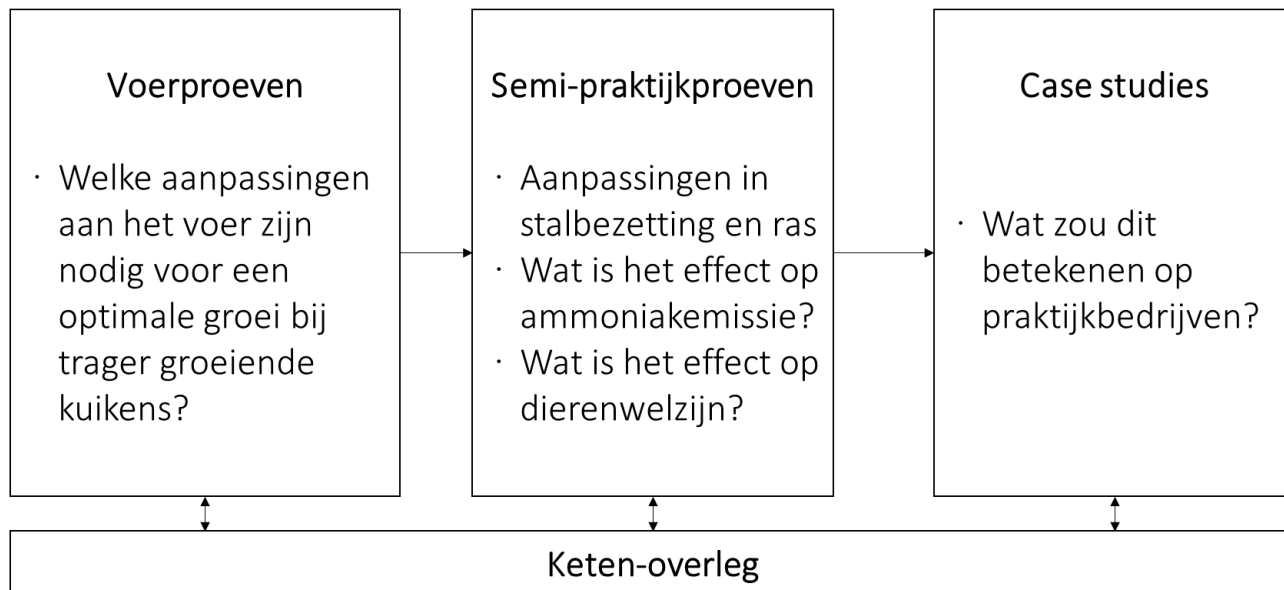 Voerproeven
· Welke aanpassingen
aan het voer zijn
nodig voor een
optimale groei bij
trager groeiende
kuikens?
Semi-praktijkproeven
· Aanpassingen in
stalbezetting en ras
· Wat is het effect op
ammoniakemissie?
· Wat is het effect op
dierenwelzijn?
Case studies
· Wat zou dit
betekenen op
praktijkbedrijven?
Keten-overleg